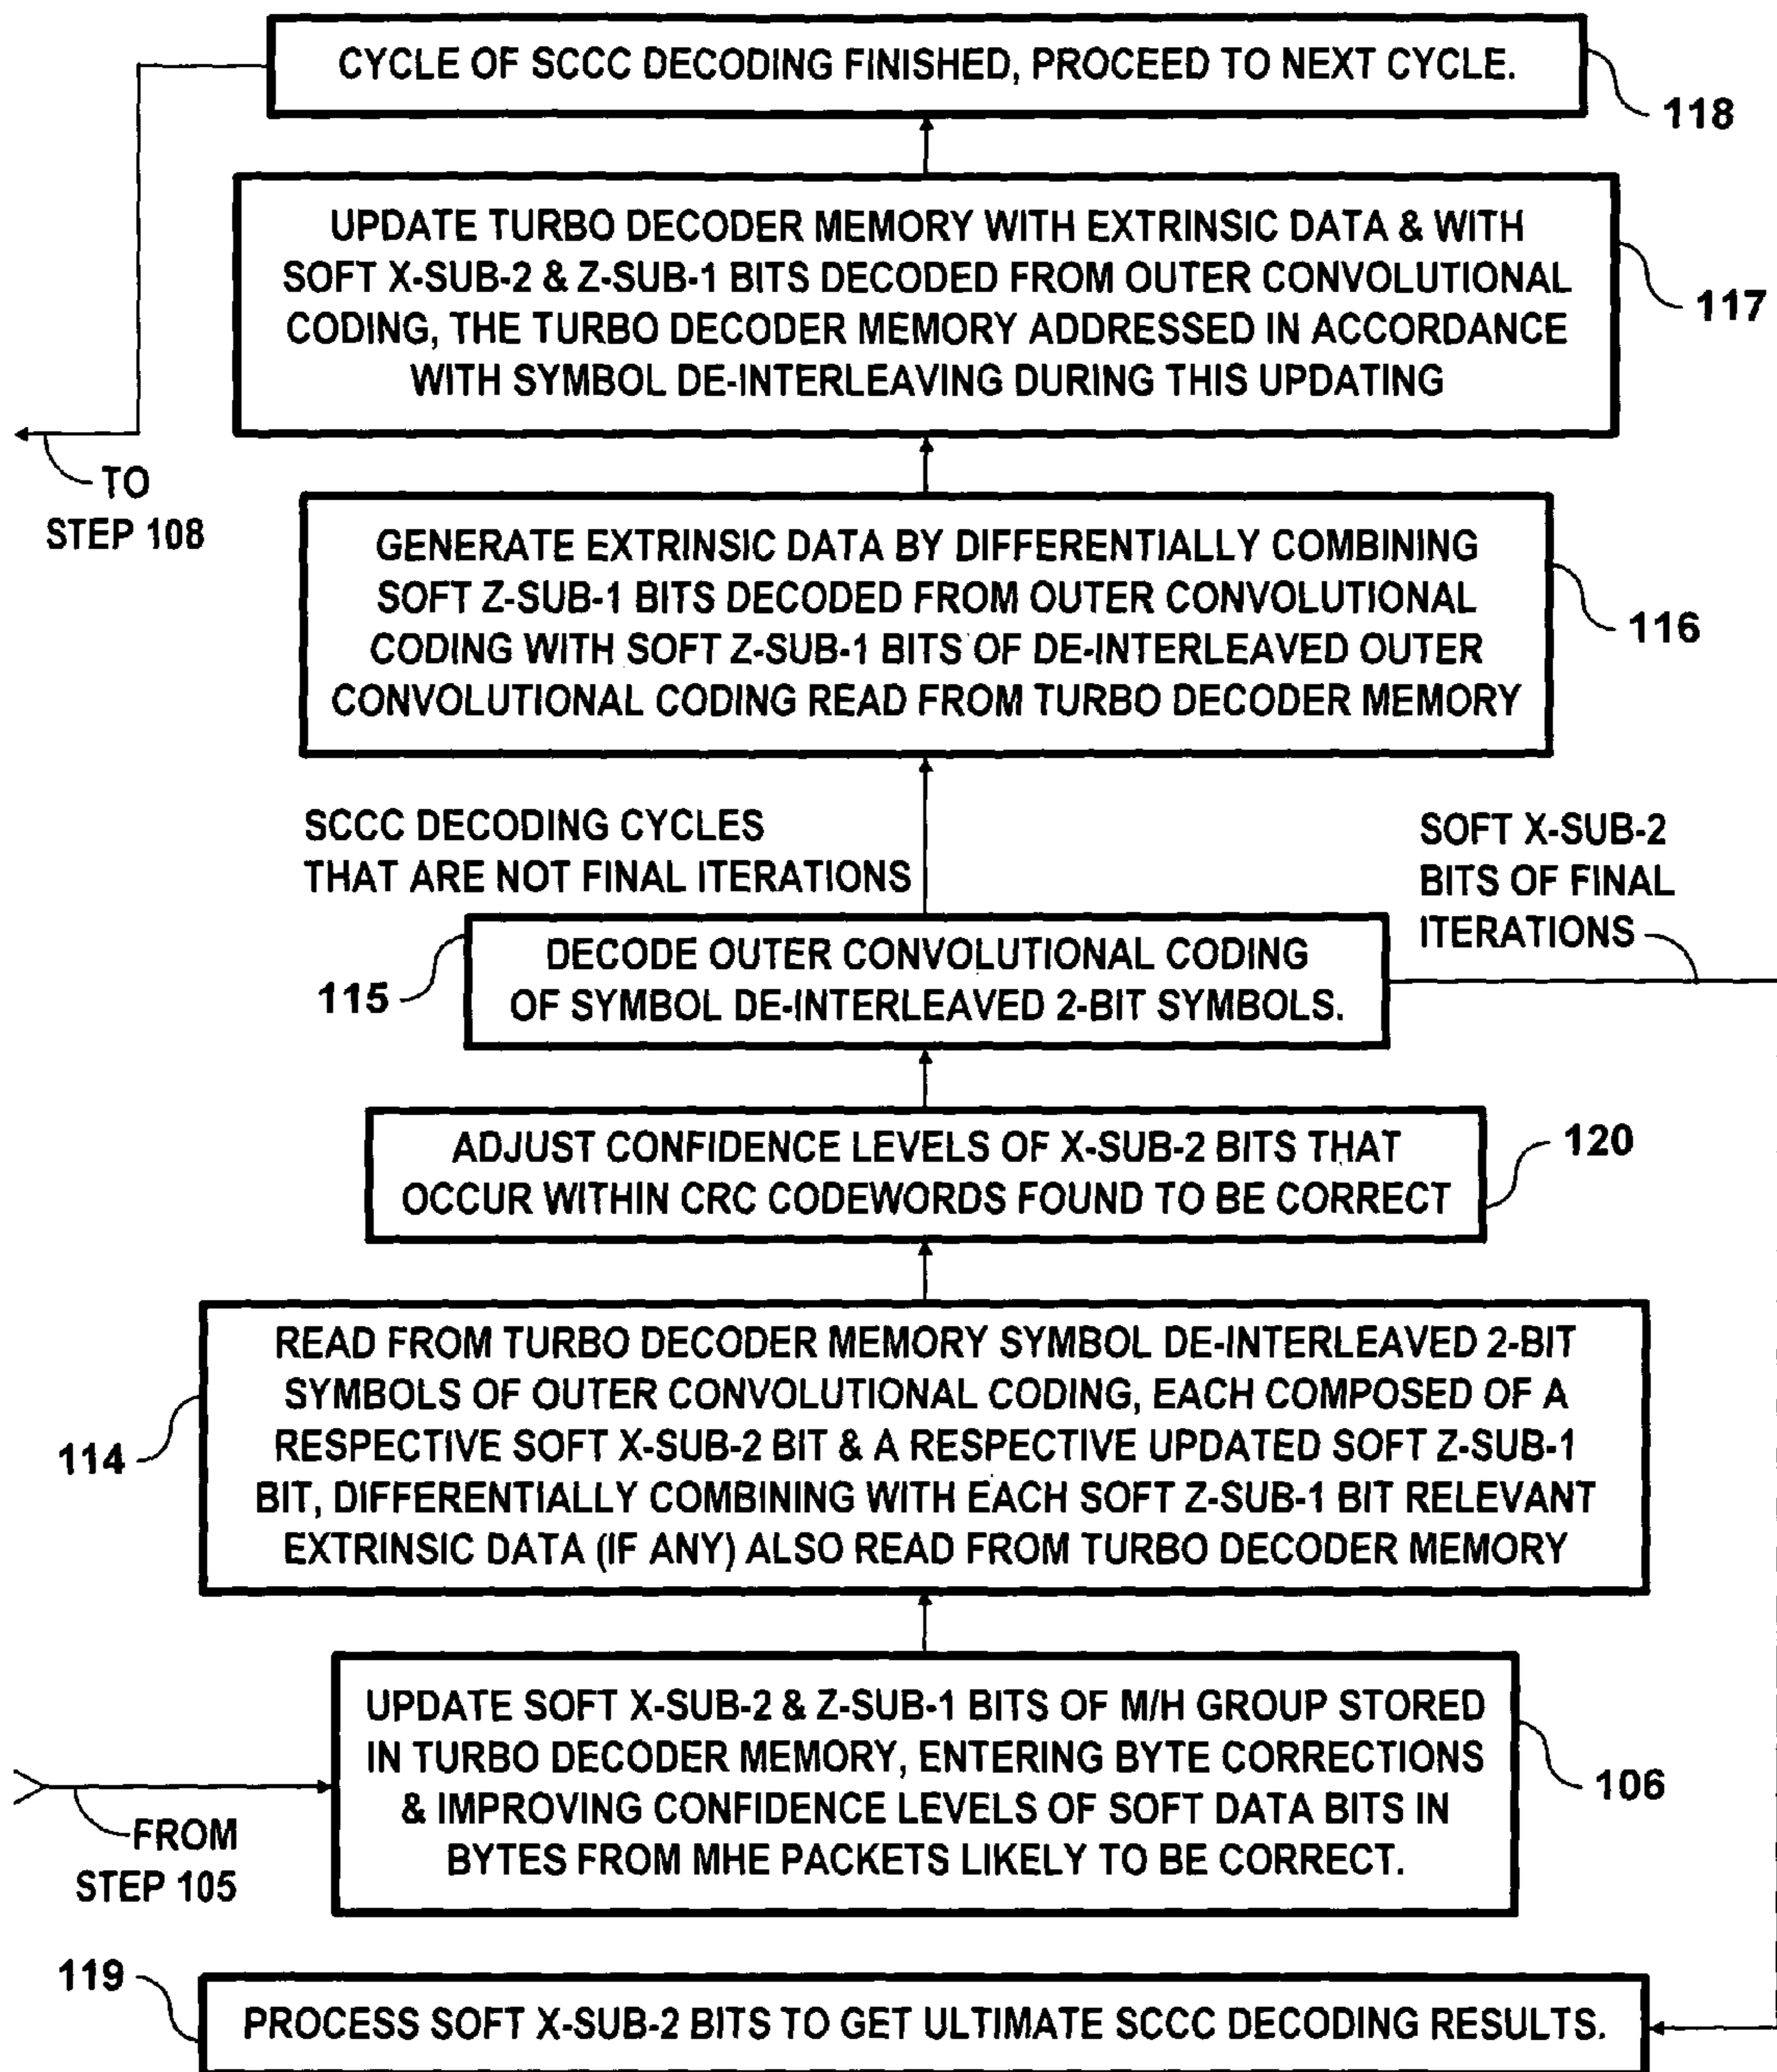 CYCLE OF SCCC DECODING FINISHED, PROCEED TO NEXT CYCLE.
118
UPDATE TURBO DECODER MEMORY WITH EXTRINSIC DATA & WITH
SOFT X-SUB-2 & Z-SUB-1 BITS DECODED FROM OUTER CONVOLUTIONAL
CODING, THE TURBO DECODER MEMORY ADDRESSED IN ACCORDANCE
WITH SYMBOL DE-INTERLEAVING DURING THIS UPDATING
117
TO
STEP 108
GENERATE EXTRINSIC DATA BY DIFFERENTIALLY COMBINING
SOFT Z-SUB-1 BITS DECODED FROM OUTER CONVOLUTIONAL
CODING WITH SOFT Z-SUB-1 BITS OF DE-INTERLEAVED OUTER
CONVOLUTIONAL CODING READ FROM TURBO DECODER MEMORY
116
SCCC DECODING CYCLES
THAT ARE NOT FINAL ITERATIONS
SOFT X-SUB-2
BITS OF FINAL
ITERATIONS
DECODE OUTER CONVOLUTIONAL CODING
OF SYMBOL DE-INTERLEAVED 2-BIT SYMBOLS.
115
ADJUST CONFIDENCE LEVELS OF X-SUB-2 BITS THAT
OCCUR WITHIN CRC CODEWORDS FOUND TO BE CORRECT
120
READ FROM TURBO DECODER MEMORY SYMBOL DE-INTERLEAVED 2-BIT
SYMBOLS OF OUTER CONVOLUTIONAL CODING, EACH COMPOSED OF A
RESPECTIVE SOFT X-SUB-2 BIT & A RESPECTIVE UPDATED SOFT Z-SUB-1
BIT, DIFFERENTIALLY COMBINING WITH EACH SOFT Z-SUB-1 BIT RELEVANT
EXTRINSIC DATA (IF ANY) ALSO READ FROM TURBO DECODER MEMORY
114
UPDATE SOFT X-SUB-2 & Z-SUB-1 BITS OF M/H GROUP STORED
IN TURBO DECODER MEMORY, ENTERING BYTE CORRECTIONS
& IMPROVING CONFIDENCE LEVELS OF SOFT DATA BITS IN
BYTES FROM MHE PACKETS LIKELY TO BE CORRECT.
106
FROM
STEP 105
119
PROCESS SOFT X-SUB-2 BITS TO GET ULTIMATE SCCC DECODING RESULTS.